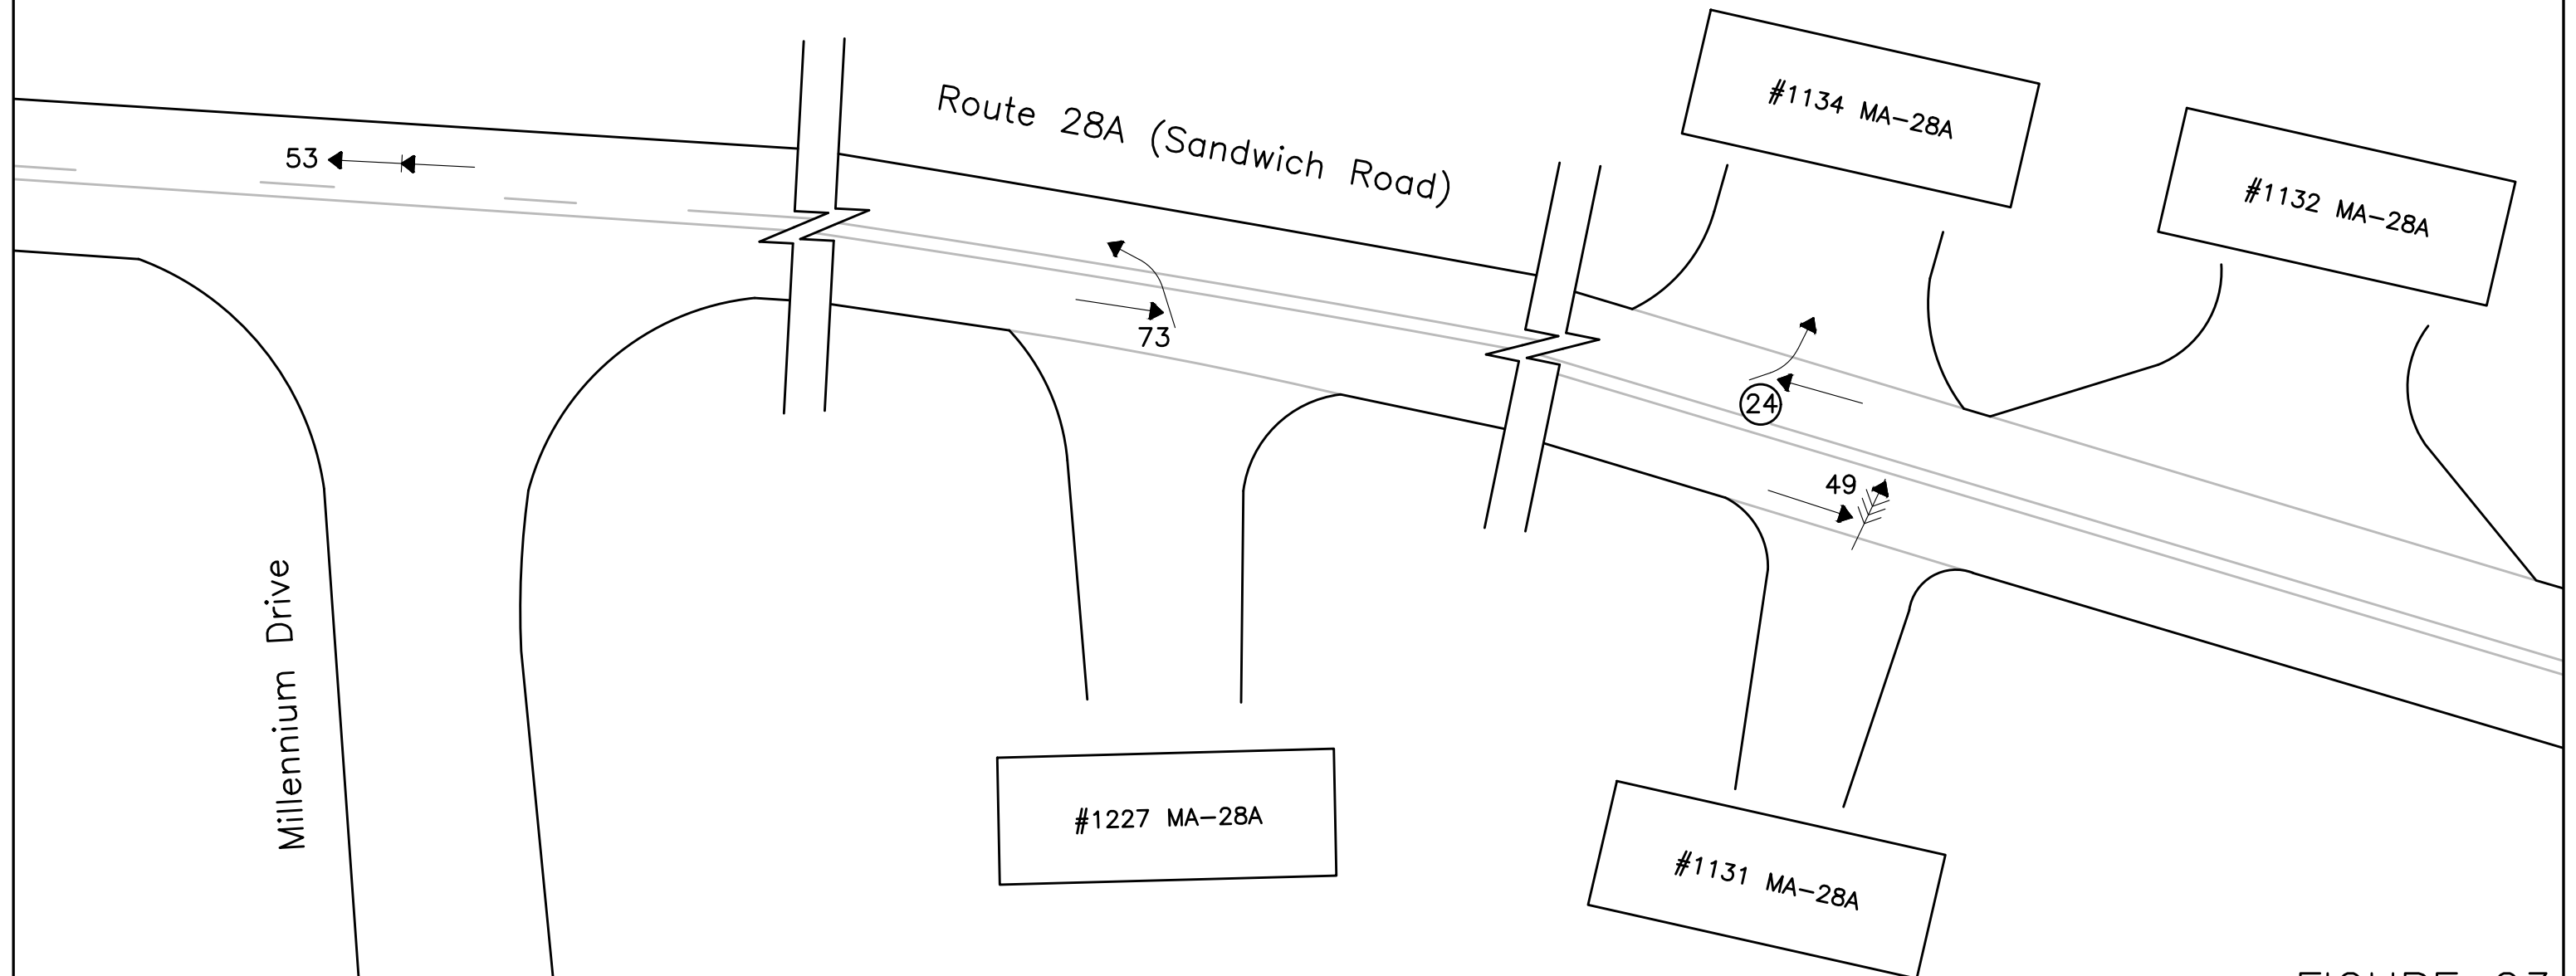 #1134 MA-28A
Route 28A (Sandwich Road)
53
#1132 MA-28A
73
24
49
Millennium Drive
#1227 MA-28A
#1131 MA-28A